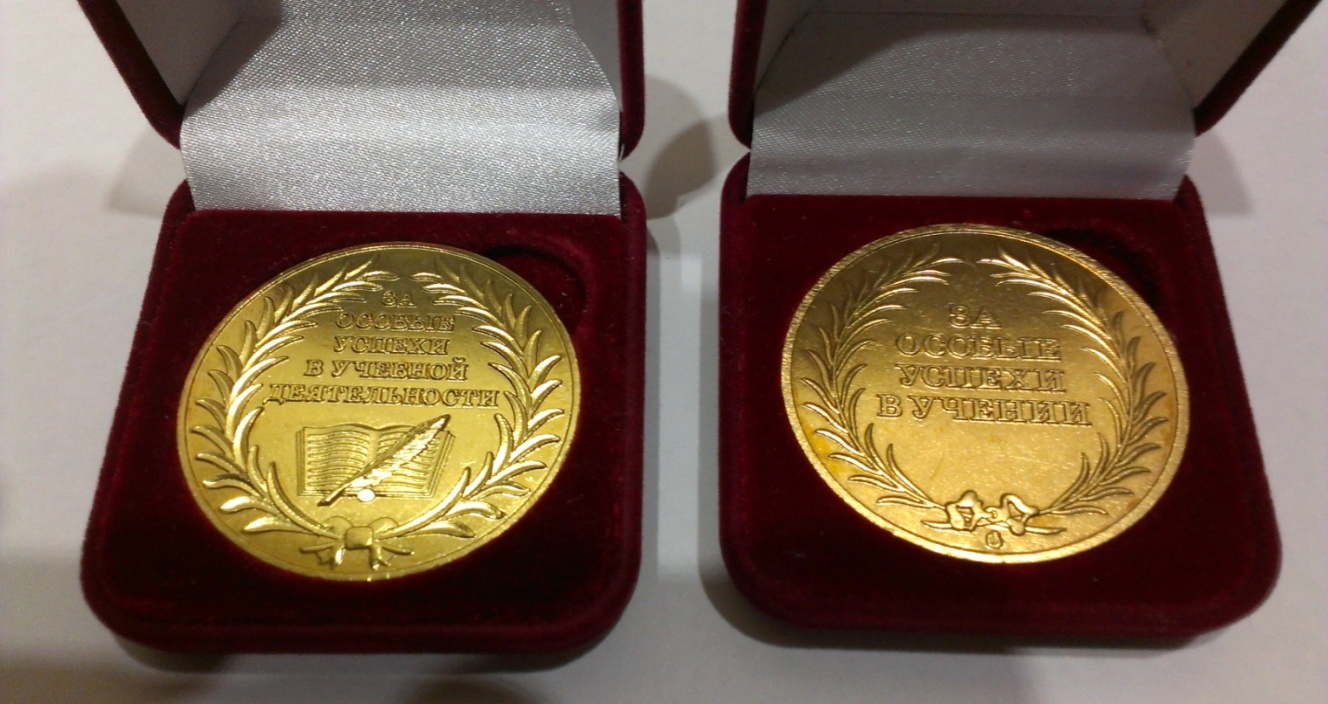 ЗА
ОСОБЫЕ
УСПЕХИ
В УЧЕБНОЙ
ДЕЯТЕЛЬНОСТИ
ЗА
ОСОБЫЕ
УСПЕХИ
В УЧЕНИИ